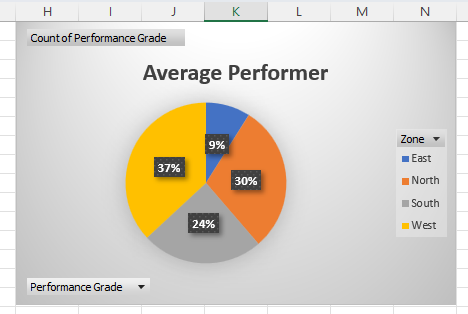 H I J K L M N
Count of Performance Grade
Average Performer
9%
37%
30%
24%
Zone
East
North
South
West
Performance Grade